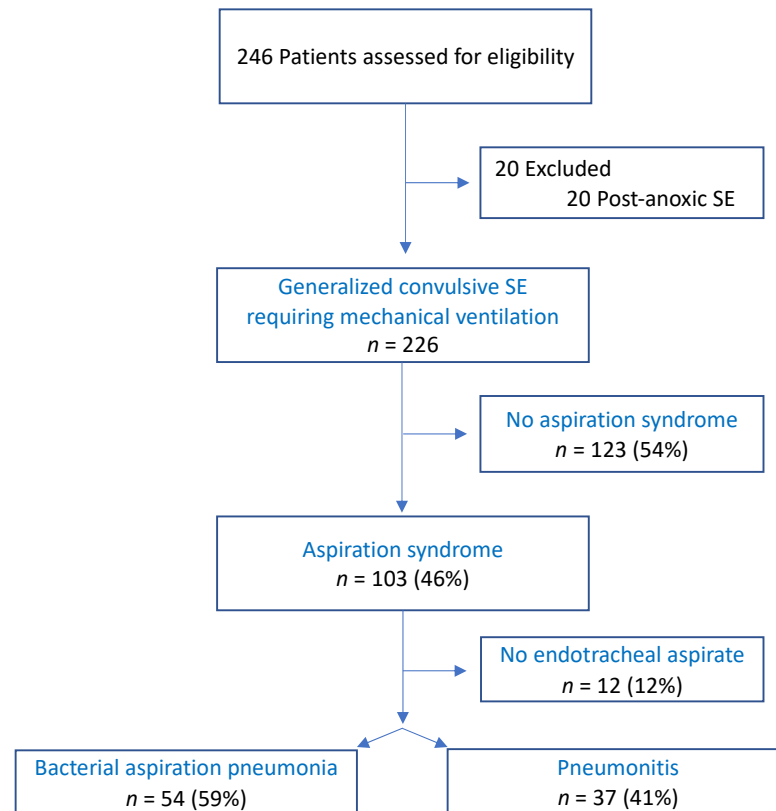 246 Patients assessed for eligibility
20 Excluded
20 Post-anoxic SE
Generalized convulsive SE
requiring mechanical ventilation
n = 226
No aspiration syndrome
n = 123 (54%)
Aspiration syndrome
n = 103 (46%)
No endotracheal aspirate
n = 12 (12%)
Bacterial aspiration pneumonia
n = 54 (59%)
Pneumonitis
n = 37 (41%)